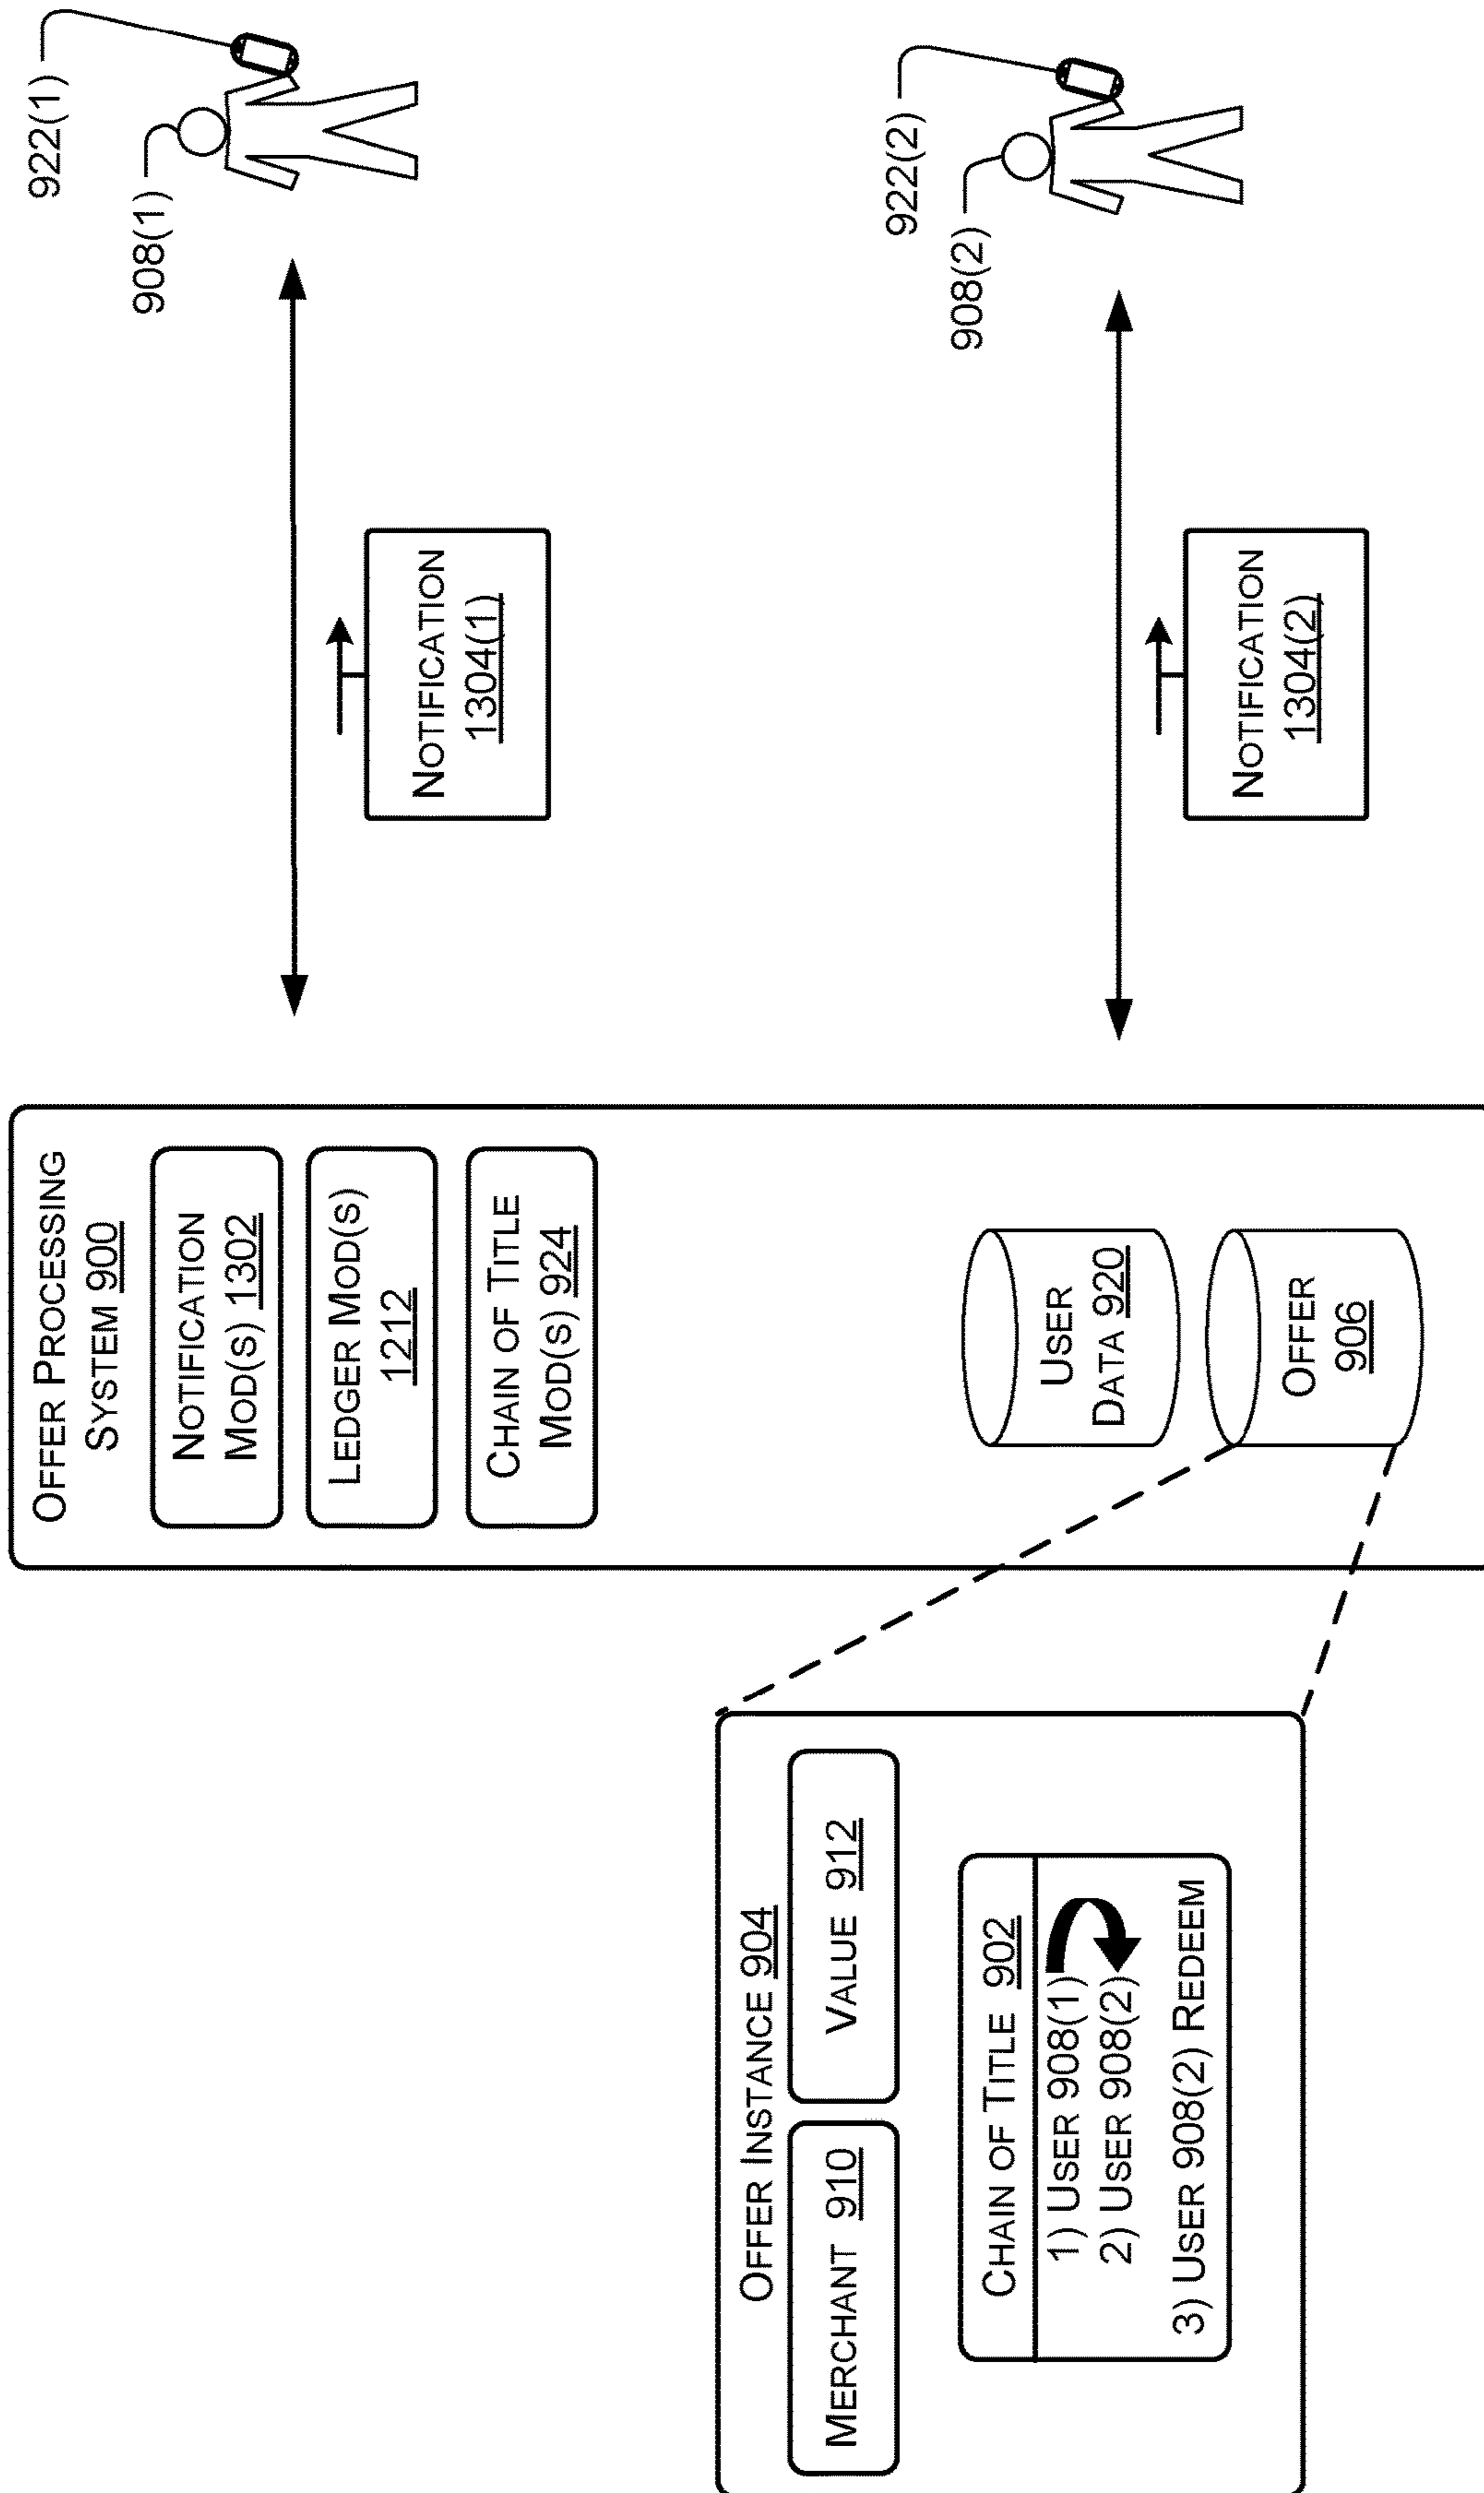 OFFER INSTANCE 904
MERCHANT 910
VALUE 912
CHAIN OF TITLE 902
1) USER 908(1)
2) USER 908(2)
3) USER 908(2) REDEEM
OFFER PROCESSING
SYSTEM 900
NOTIFICATION
MOD(S) 1302
LEDGER MOD(S)
1212
CHAIN OF TITLE
MOD(S) 924
USER
DATA 920
OFFER
906
NOTIFICATION
1304(1)
NOTIFICATION
1304(2)
922(1)
908(1)
922(2)
908(2)